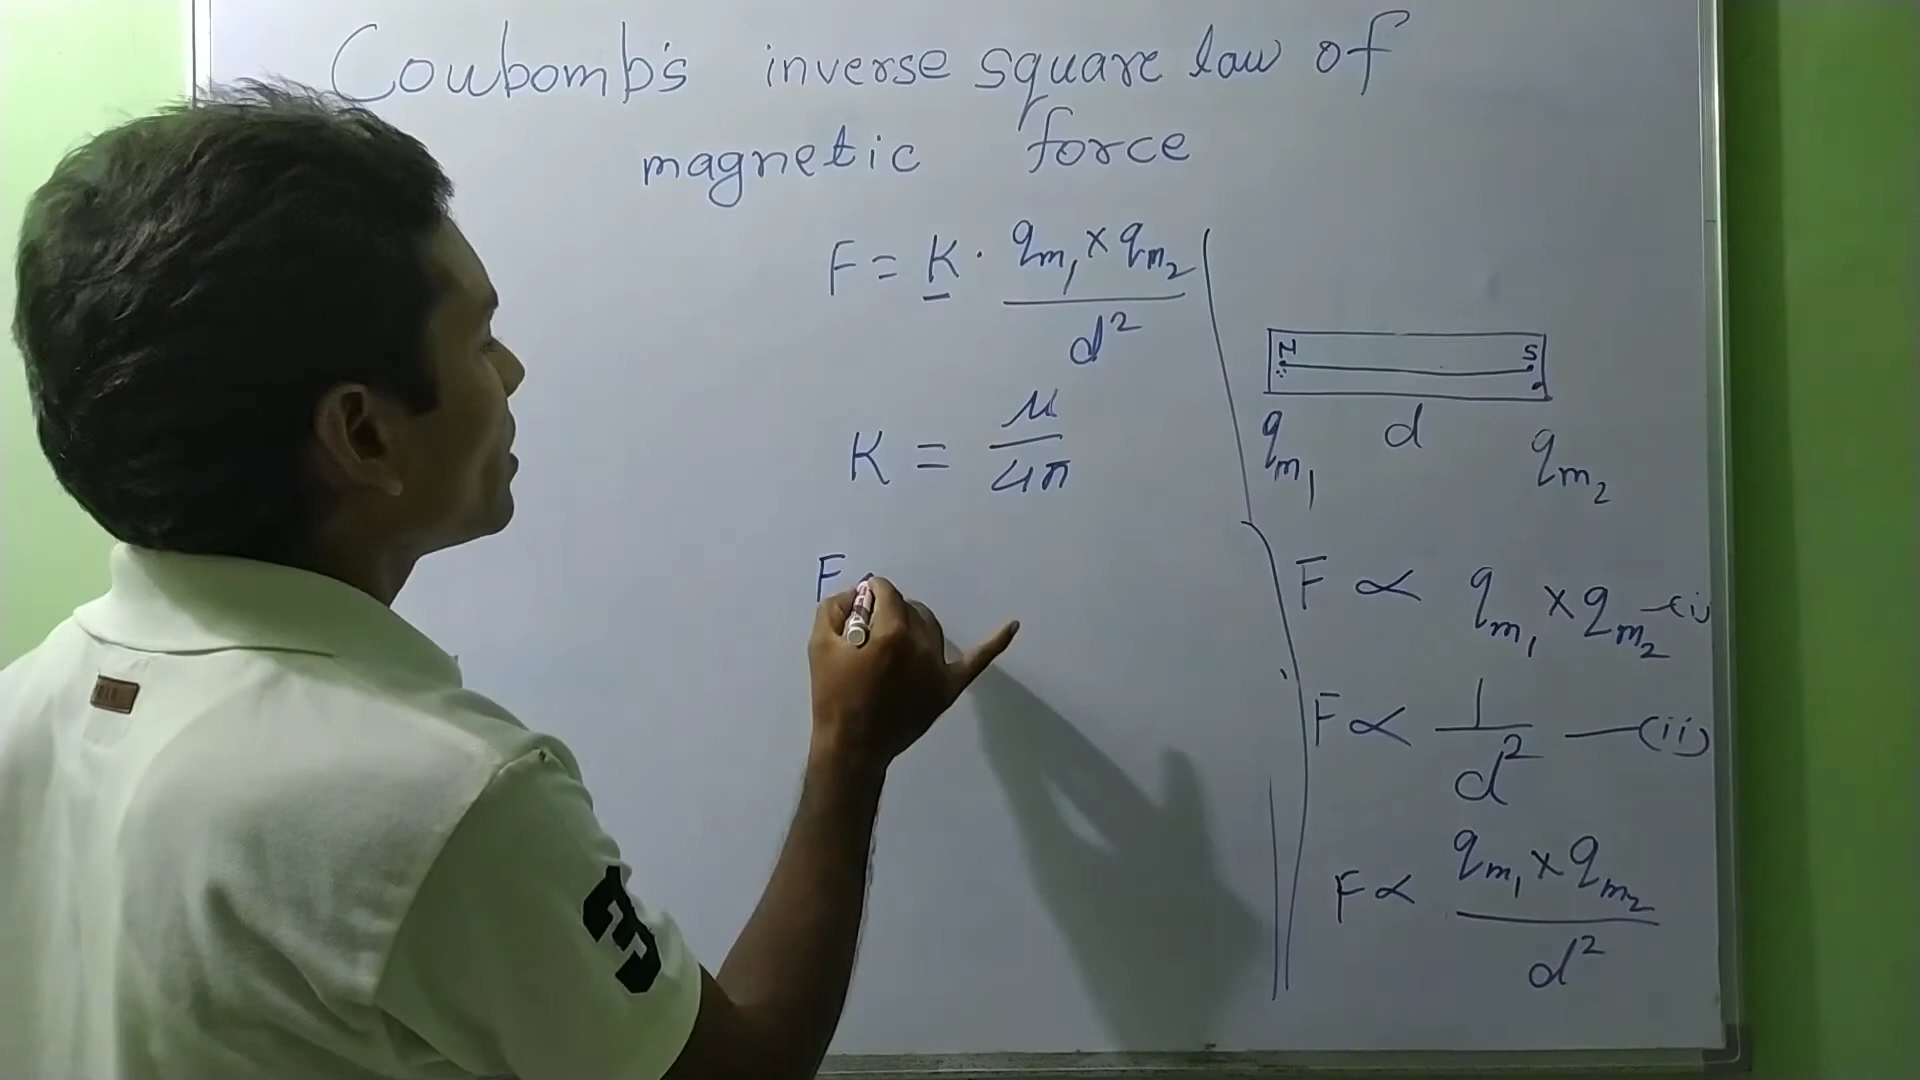 Coulomb's inverse square law of
magnetic force
F = K · qm₁ × qm₂ / d²
K = μ / 4π
F
N S
qm₁ d qm₂
F ∝ qm₁ × qm₂ —(i)
F ∝ 1 / d² —(ii)
F ∝ qm₁ × qm₂ / d²